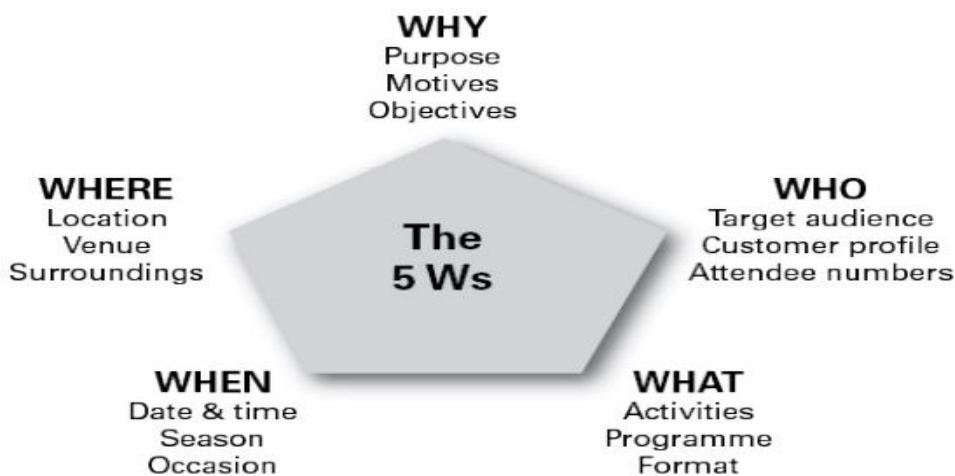 WHY
Purpose
Motives
Objectives
WHERE
Location
Venue
Surroundings
The
5 Ws
WHO
Target audience
Customer profile
Attendee numbers
WHEN
Date & time
Season
Occasion
WHAT
Activities
Programme
Format